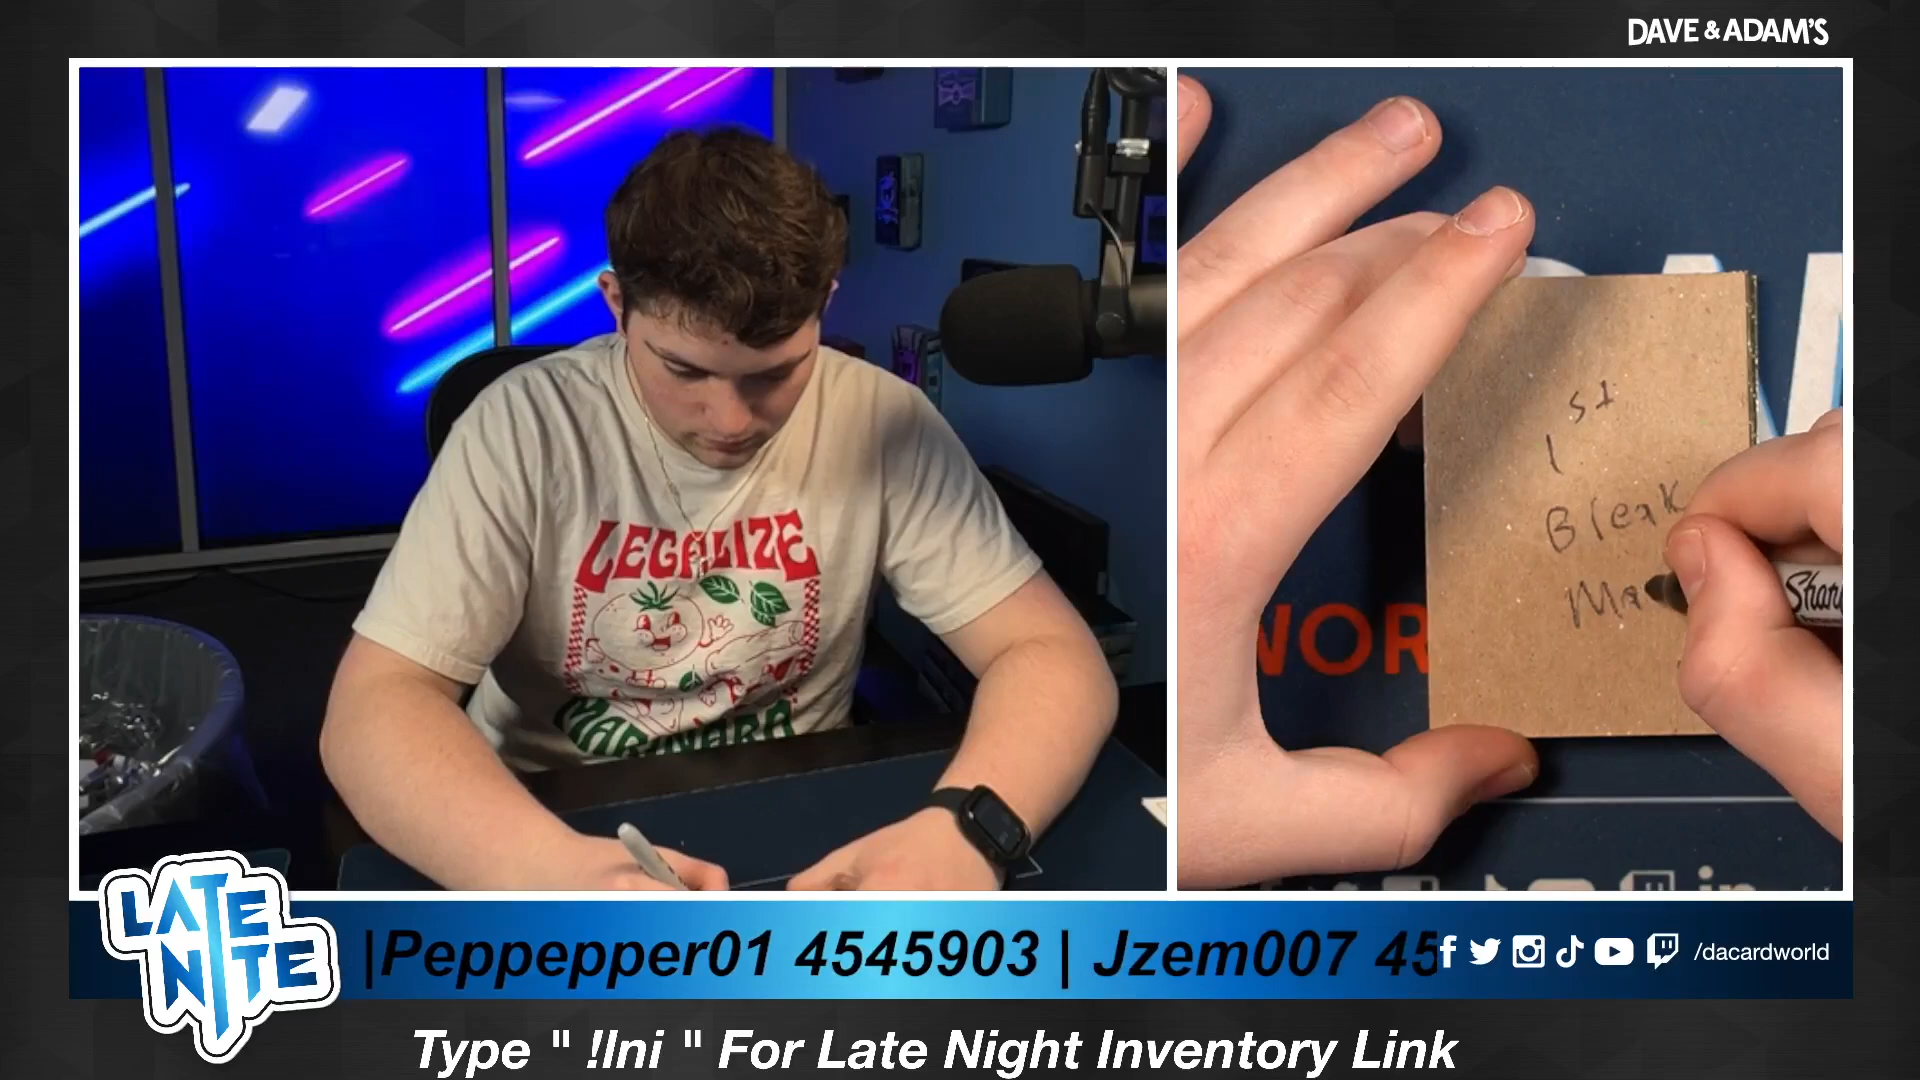 DAVE & ADAM'S
LEGALIZE
MARINARA
1st
Break
Ma
WOR
Shar
LATE
NITE
|Peppepper01 4545903 | Jzem007 45
/dacardworld
Type " !lni " For Late Night Inventory Link